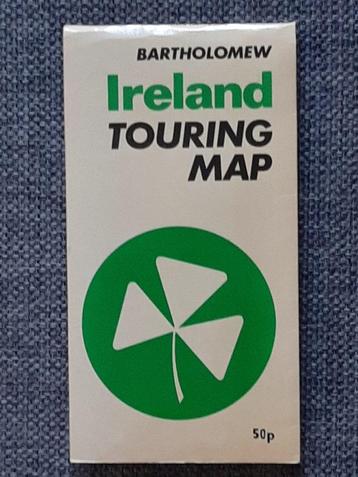 BARTHOLOMEW
Ireland
TOURING
MAP
50p